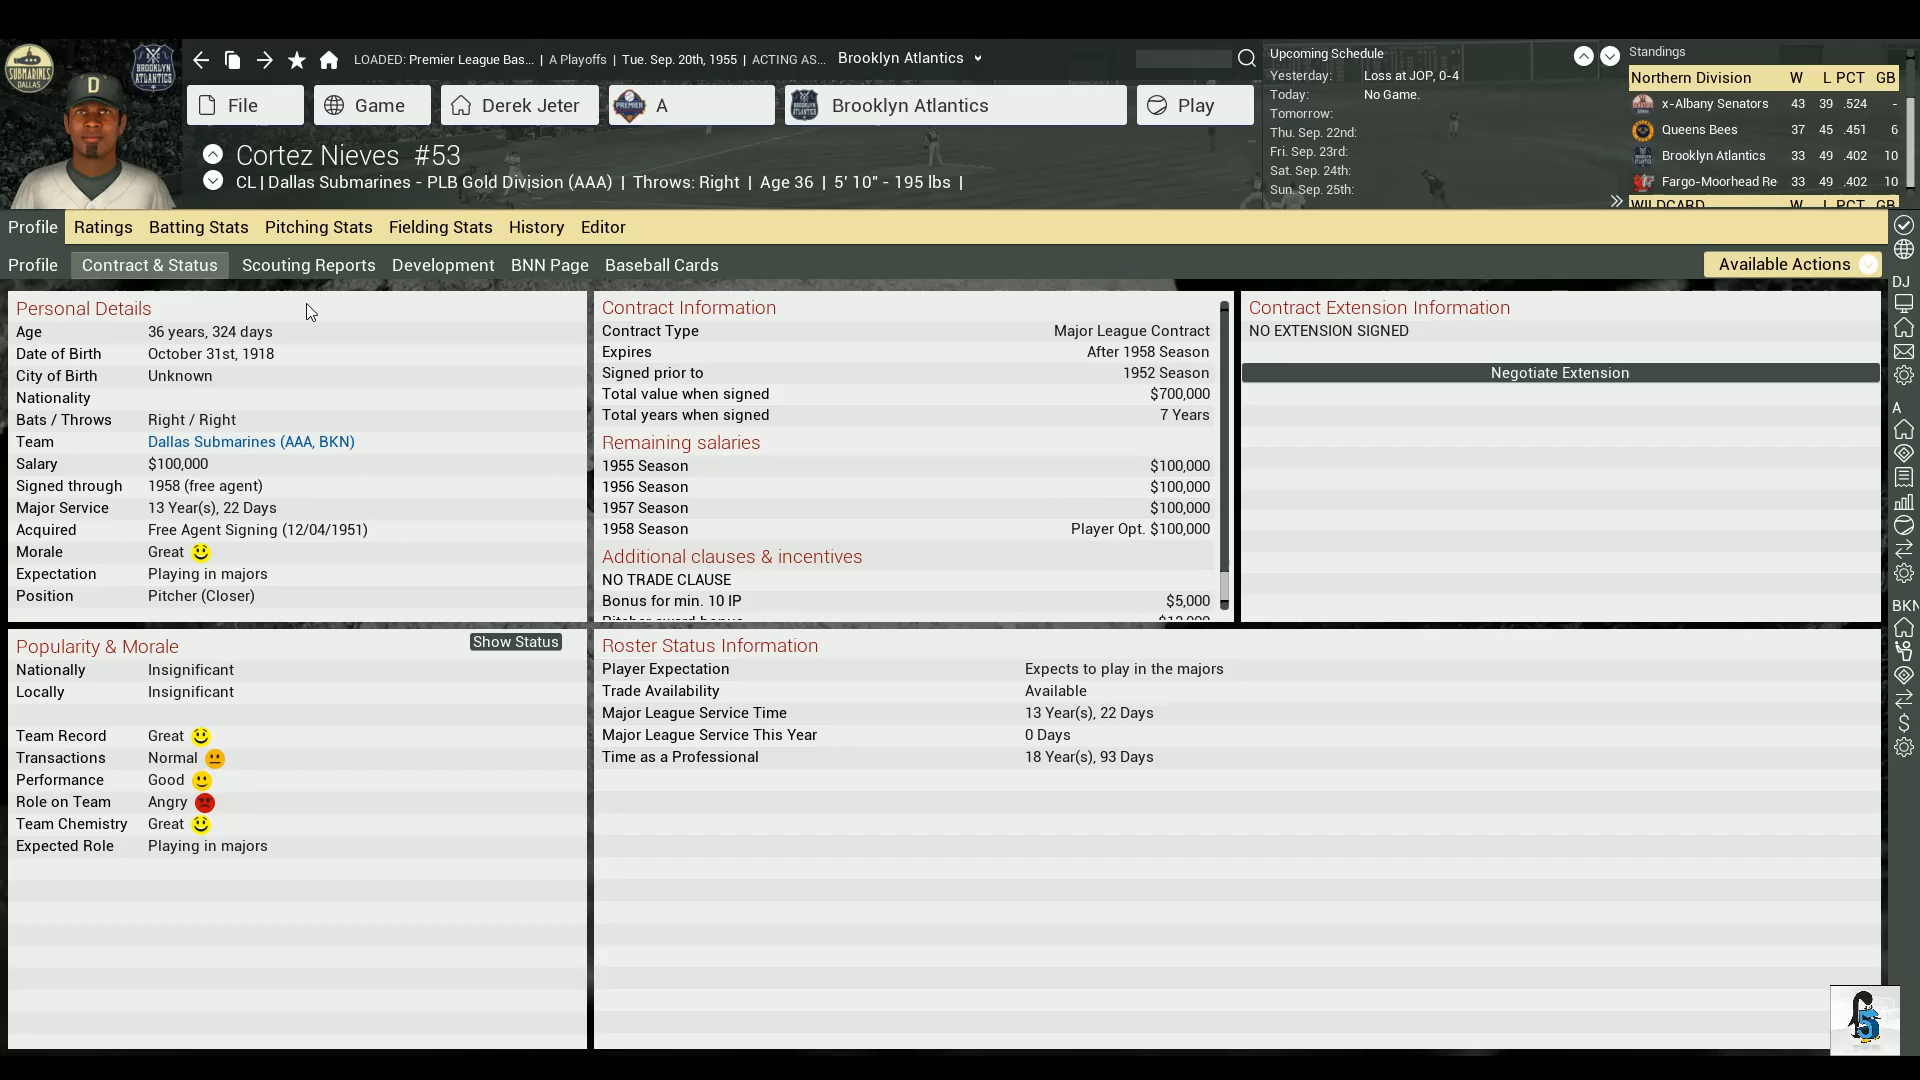 LOADED: Premier League Bas... | A Playoffs | Tue. Sep. 20th, 1955 | ACTING AS... Brooklyn Atlantics
File Game Derek Jeter A Brooklyn Atlantics Play
Cortez Nieves #53
CL | Dallas Submarines - PLB Gold Division (AAA) | Throws: Right | Age 36 | 5' 10" - 195 lbs |
Upcoming Schedule
Yesterday: Loss at JOP, 0-4
Today: No Game.
Tomorrow:
Thu. Sep. 22nd:
Fri. Sep. 23rd:
Sat. Sep. 24th:
Sun. Sep. 25th:
Standings
Northern Division W L PCT GB
x-Albany Senators 43 39 .524 -
Queens Bees 37 45 .451 6
Brooklyn Atlantics 33 49 .402 10
Fargo-Moorhead Re 33 49 .402 10
WILDCARD W L PCT GB
Profile Ratings Batting Stats Pitching Stats Fielding Stats History Editor
Profile Contract & Status Scouting Reports Development BNN Page Baseball Cards
Available Actions
Personal Details
Age 36 years, 324 days
Date of Birth October 31st, 1918
City of Birth Unknown
Nationality
Bats / Throws Right / Right
Team Dallas Submarines (AAA, BKN)
Salary $100,000
Signed through 1958 (free agent)
Major Service 13 Year(s), 22 Days
Acquired Free Agent Signing (12/04/1951)
Morale Great
Expectation Playing in majors
Position Pitcher (Closer)
Contract Information
Contract Type Major League Contract
Expires After 1958 Season
Signed prior to 1952 Season
Total value when signed $700,000
Total years when signed 7 Years
Remaining salaries
1955 Season $100,000
1956 Season $100,000
1957 Season $100,000
1958 Season Player Opt. $100,000
Additional clauses & incentives
NO TRADE CLAUSE
Bonus for min. 10 IP $5,000
Contract Extension Information
NO EXTENSION SIGNED
Negotiate Extension
Popularity & Morale
Show Status
Nationally Insignificant
Locally Insignificant
Team Record Great
Transactions Normal
Performance Good
Role on Team Angry
Team Chemistry Great
Expected Role Playing in majors
Roster Status Information
Player Expectation Expects to play in the majors
Trade Availability Available
Major League Service Time 13 Year(s), 22 Days
Major League Service This Year 0 Days
Time as a Professional 18 Year(s), 93 Days
DJ
A
BKN
SUBMARINES
DALLAS
BROOKLYN
ATLANTICS
D
PREMIER
5